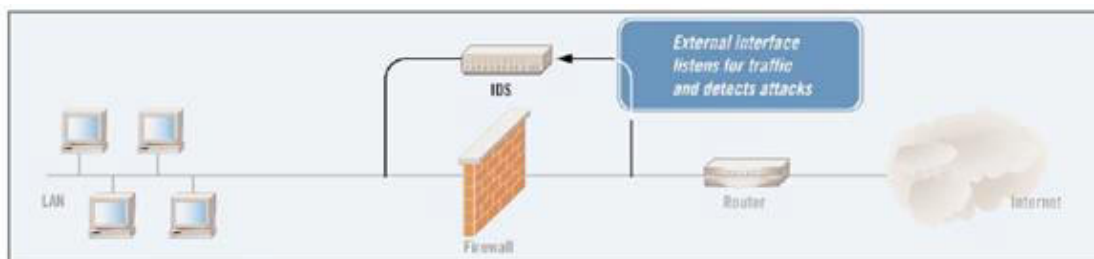 External interface
listens for traffic
and detects attacks
IDS
LAN
Firewall
Router
Internet